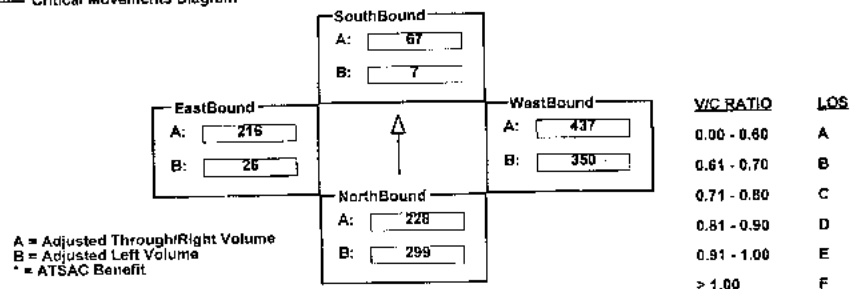 Critical Movements Diagram
SouthBound
A: 67
B: 7
EastBound
A: 216
B: 26
WestBound
A: 437
B: 350
NorthBound
A: 228
B: 299
A = Adjusted Through/Right Volume
B = Adjusted Left Volume
* = ATSAC Benefit
V/C RATIO LOS
0.00 - 0.60 A
0.61 - 0.70 B
0.71 - 0.80 C
0.81 - 0.90 D
0.91 - 1.00 E
> 1.00 F